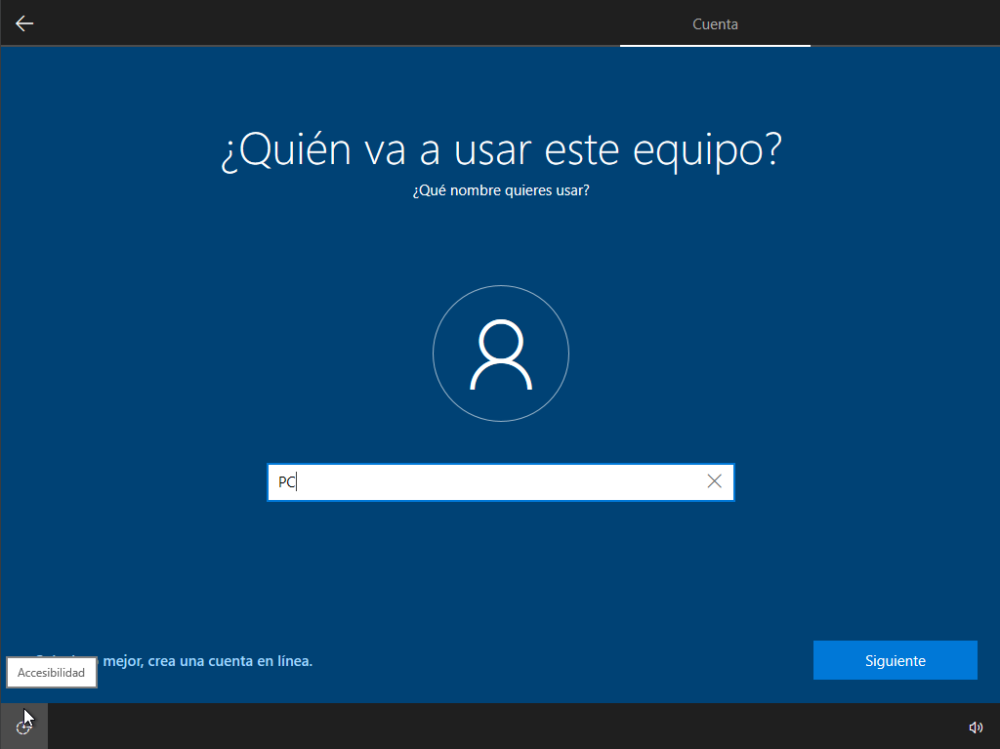 Cuenta
¿Quién va a usar este equipo?
¿Qué nombre quieres usar?
PC
mejor, crea una cuenta en línea.
Siguiente
Accesibilidad